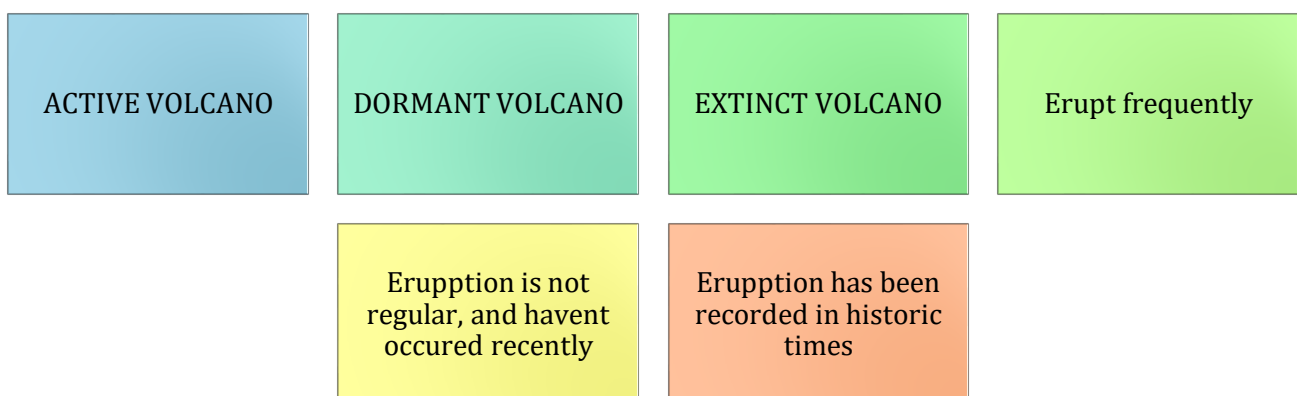 ACTIVE VOLCANO
DORMANT VOLCANO
EXTINCT VOLCANO
Erupt frequently
Erupption is not
regular, and havent
occured recently
Erupption has been
recorded in historic
times